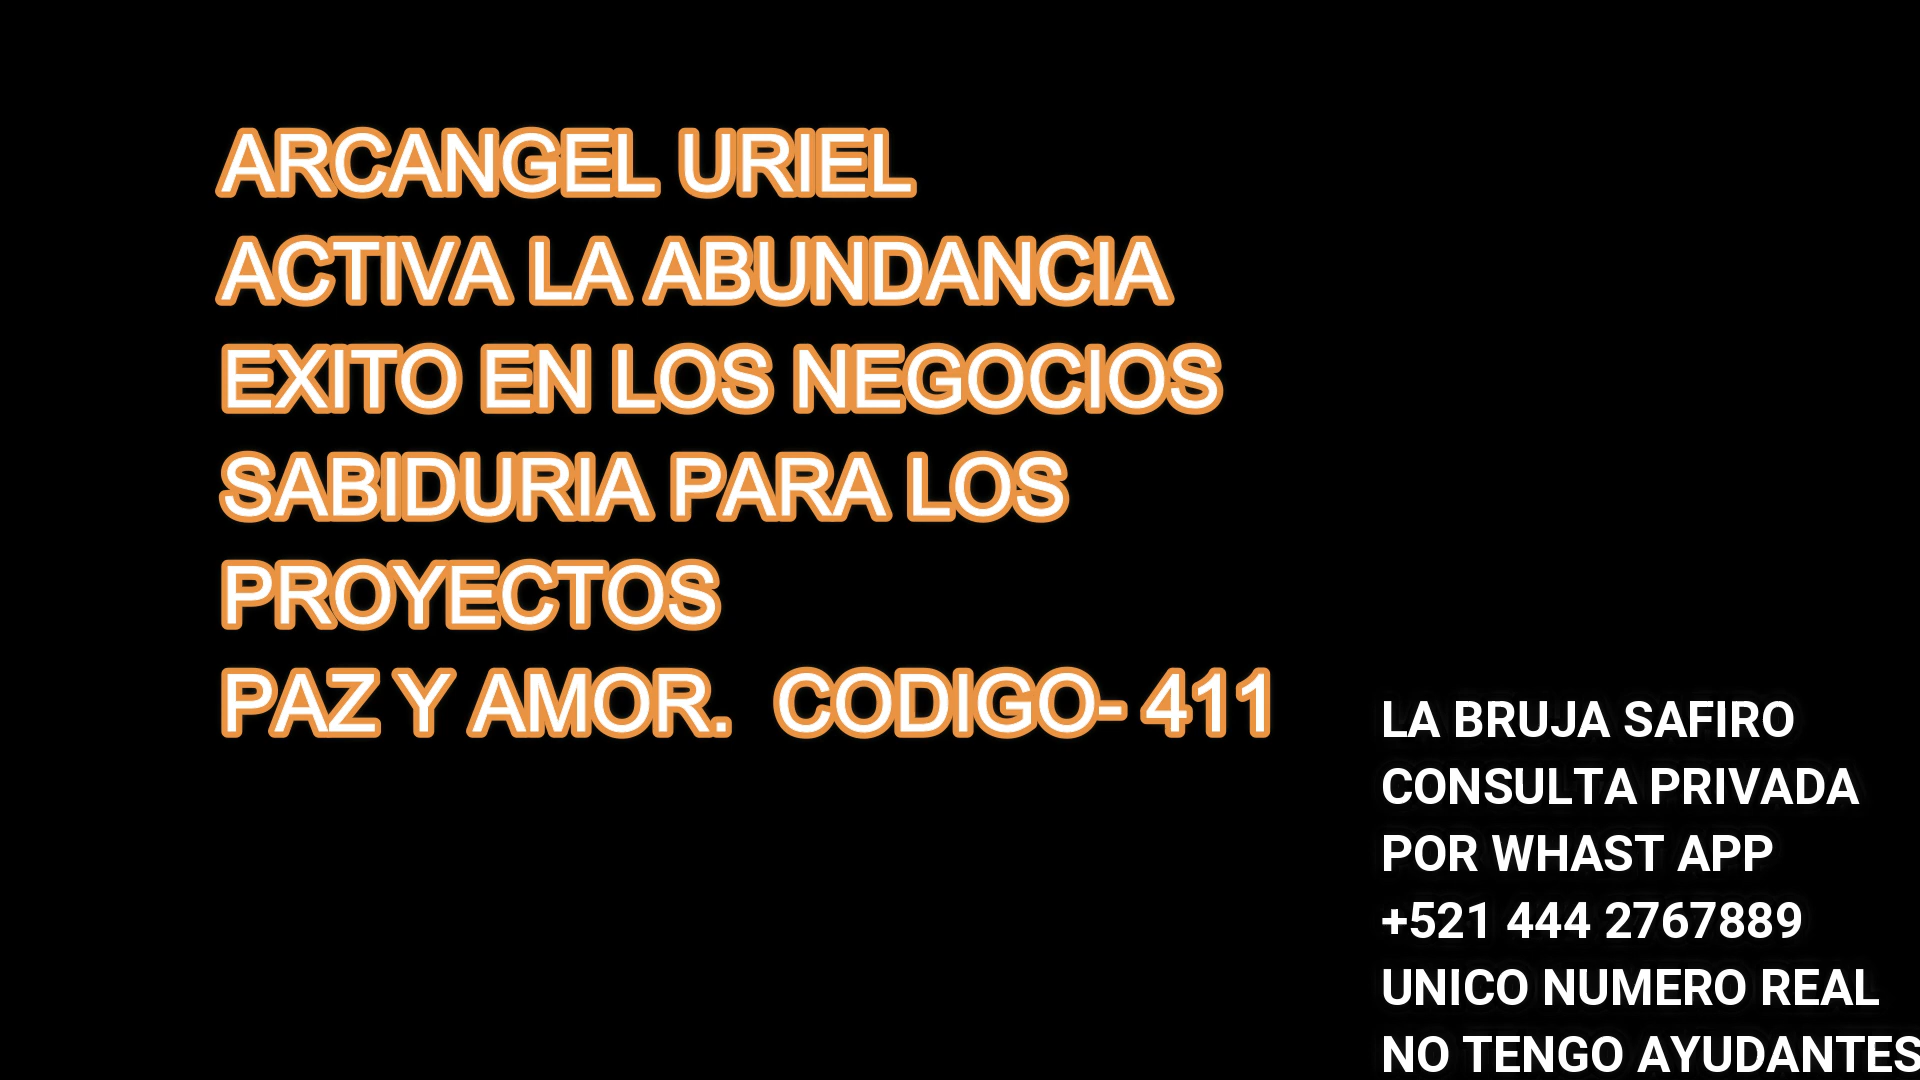 ARCANGEL URIEL
ACTIVA LA ABUNDANCIA
EXITO EN LOS NEGOCIOS
SABIDURIA PARA LOS
PROYECTOS
PAZ Y AMOR.  CODIGO- 411
LA BRUJA SAFIRO
CONSULTA PRIVADA
POR WHAST APP
+521 444 2767889
UNICO NUMERO REAL
NO TENGO AYUDANTES